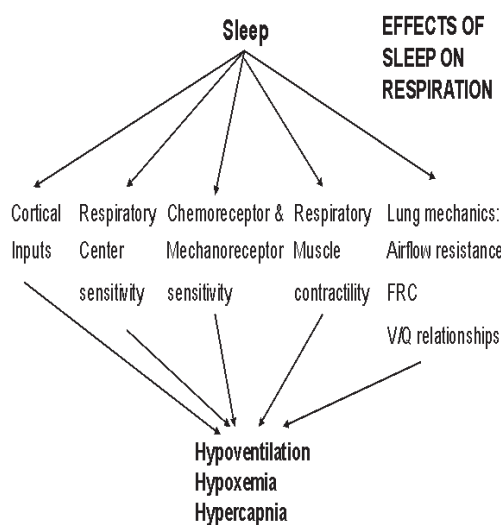 Sleep
EFFECTS OF
SLEEP ON
RESPIRATION
Cortical
Inputs
Respiratory
Center
sensitivity
Chemoreceptor &
Mechanoreceptor
sensitivity
Respiratory
Muscle
contractility
Lung mechanics:
Airflow resistance
FRC
V/Q relationships
Hypoventilation
Hypoxemia
Hypercapnia